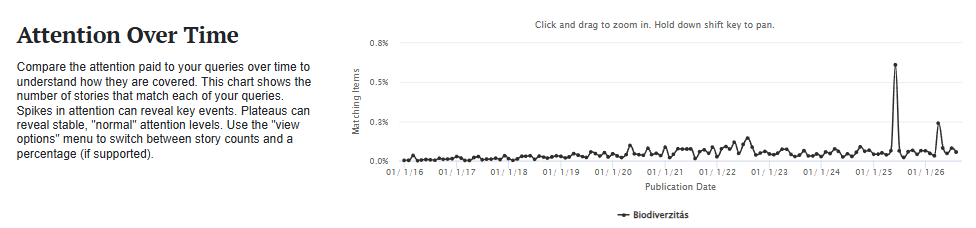 Attention Over Time
Compare the attention paid to your queries over time to
understand how they are covered. This chart shows the
number of stories that match each of your queries.
Spikes in attention can reveal key events. Plateaus can
reveal stable, "normal" attention levels. Use the "view
options" menu to switch between story counts and a
percentage (if supported).
Click and drag to zoom in. Hold down shift key to pan.
Matching Items
0.8%
0.5%
0.3%
0.0%
01/ 1/16 01/ 1/17 01/ 1/18 01/ 1/19 01/ 1/20 01/ 1/21 01/ 1/22 01/ 1/23 01/ 1/24 01/ 1/25 01/ 1/26
Publication Date
Biodiverzitás